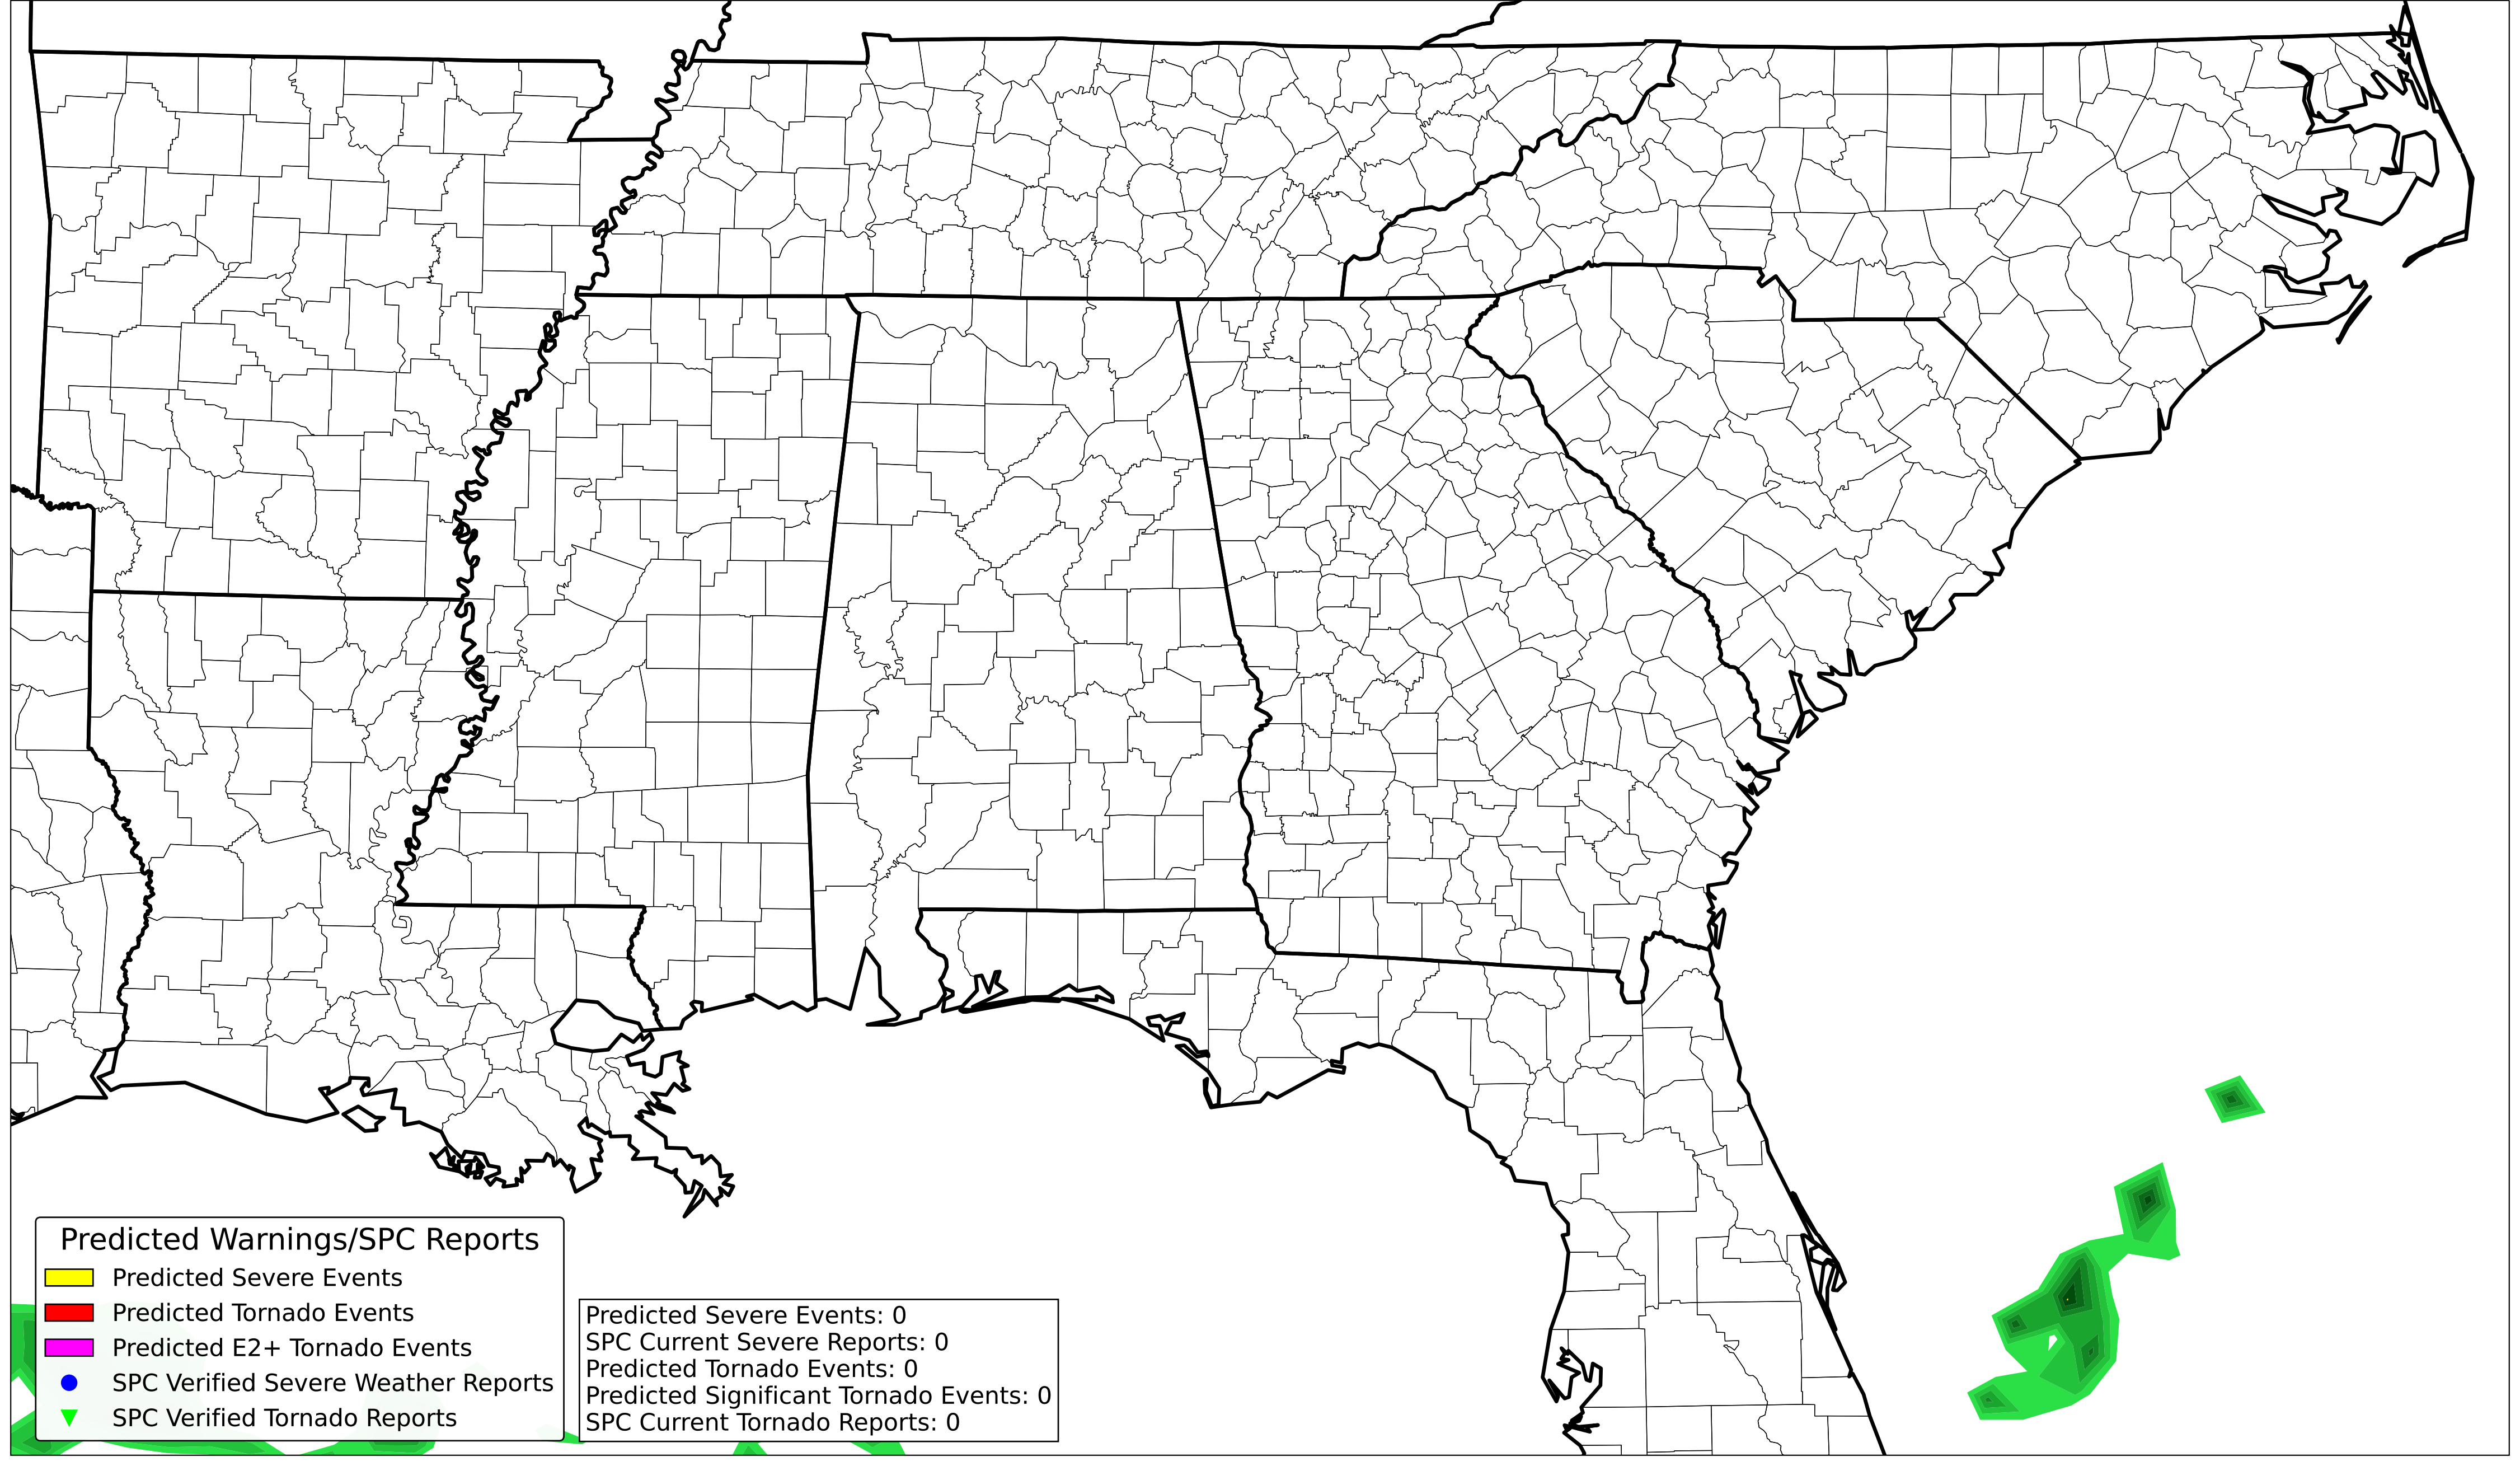 Predicted Warnings/SPC Reports
Predicted Severe Events
Predicted Tornado Events
Predicted E2+ Tornado Events
SPC Verified Severe Weather Reports
SPC Verified Tornado Reports
Predicted Severe Events: 0
SPC Current Severe Reports: 0
Predicted Tornado Events: 0
Predicted Significant Tornado Events: 0
SPC Current Tornado Reports: 0